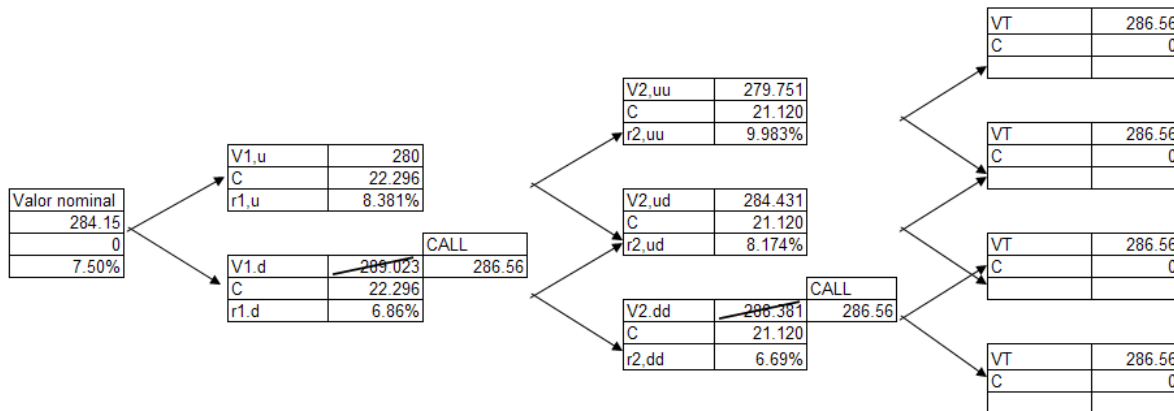 Valor nominal
284.15
0
7.50%
V1,u 280
C 22.296
r1,u 8.381%
CALL
V1.d 289.023 286.56
C 22.296
r1.d 6.86%
V2,uu 279.751
C 21.120
r2,uu 9.983%
V2,ud 284.431
C 21.120
r2,ud 8.174%
CALL
V2.dd 288.381 286.56
C 21.120
r2,dd 6.69%
VT 286.56
C 0
VT 286.56
C 0
VT 286.56
C 0
VT 286.56
C 0